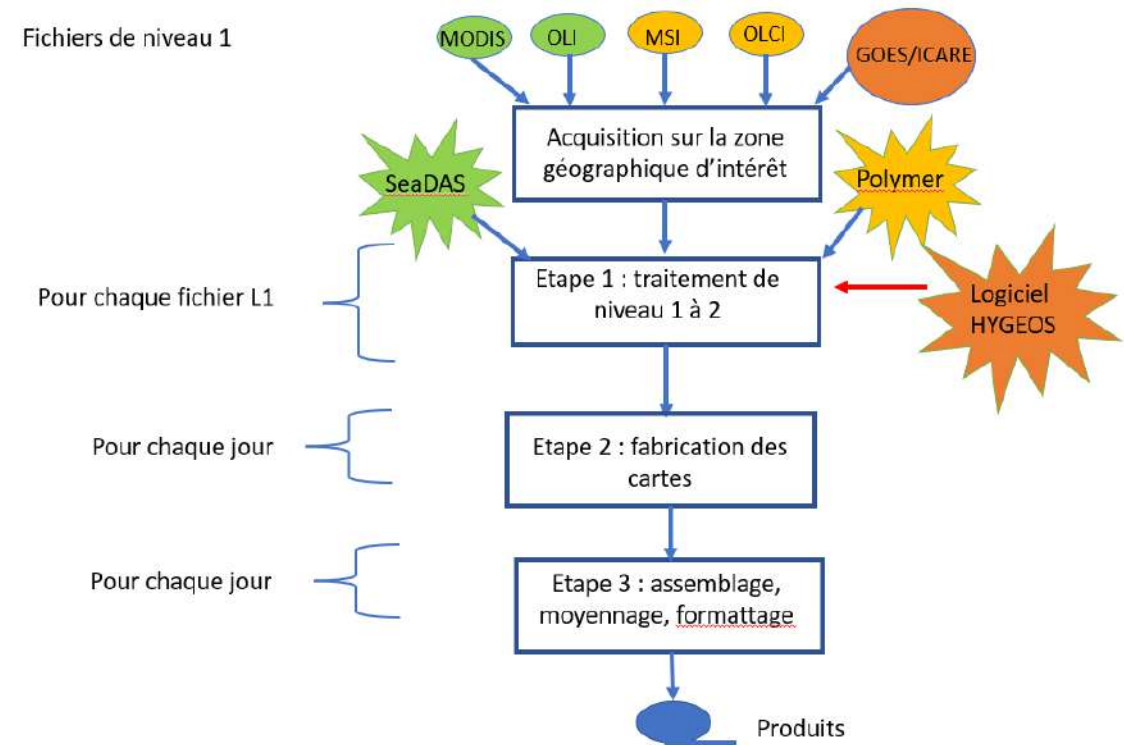 Fichiers de niveau 1
MODIS
OLI
MSI
OLCI
GOES/ICARE
Acquisition sur la zone
géographique d'intérêt
SeaDAS
Polymer
Pour chaque fichier L1
Etape 1 : traitement de
niveau 1 à 2
Logiciel
HYGEOS
Pour chaque jour
Etape 2 : fabrication des
cartes
Pour chaque jour
Etape 3 : assemblage,
moyennage, formattage
Produits